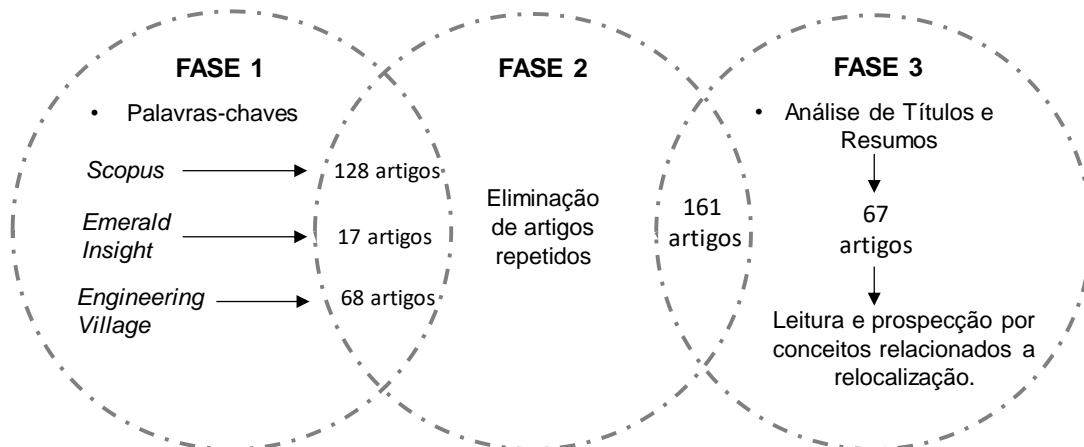 FASE 1
• Palavras-chaves
Scopus
128 artigos
Emerald
Insight
17 artigos
Engineering
Village
68 artigos
FASE 2
Eliminação
de artigos
repetidos
161
artigos
FASE 3
• Análise de Títulos e
Resumos
67
artigos
Leitura e prospecção por
conceitos relacionados a
relocalização.